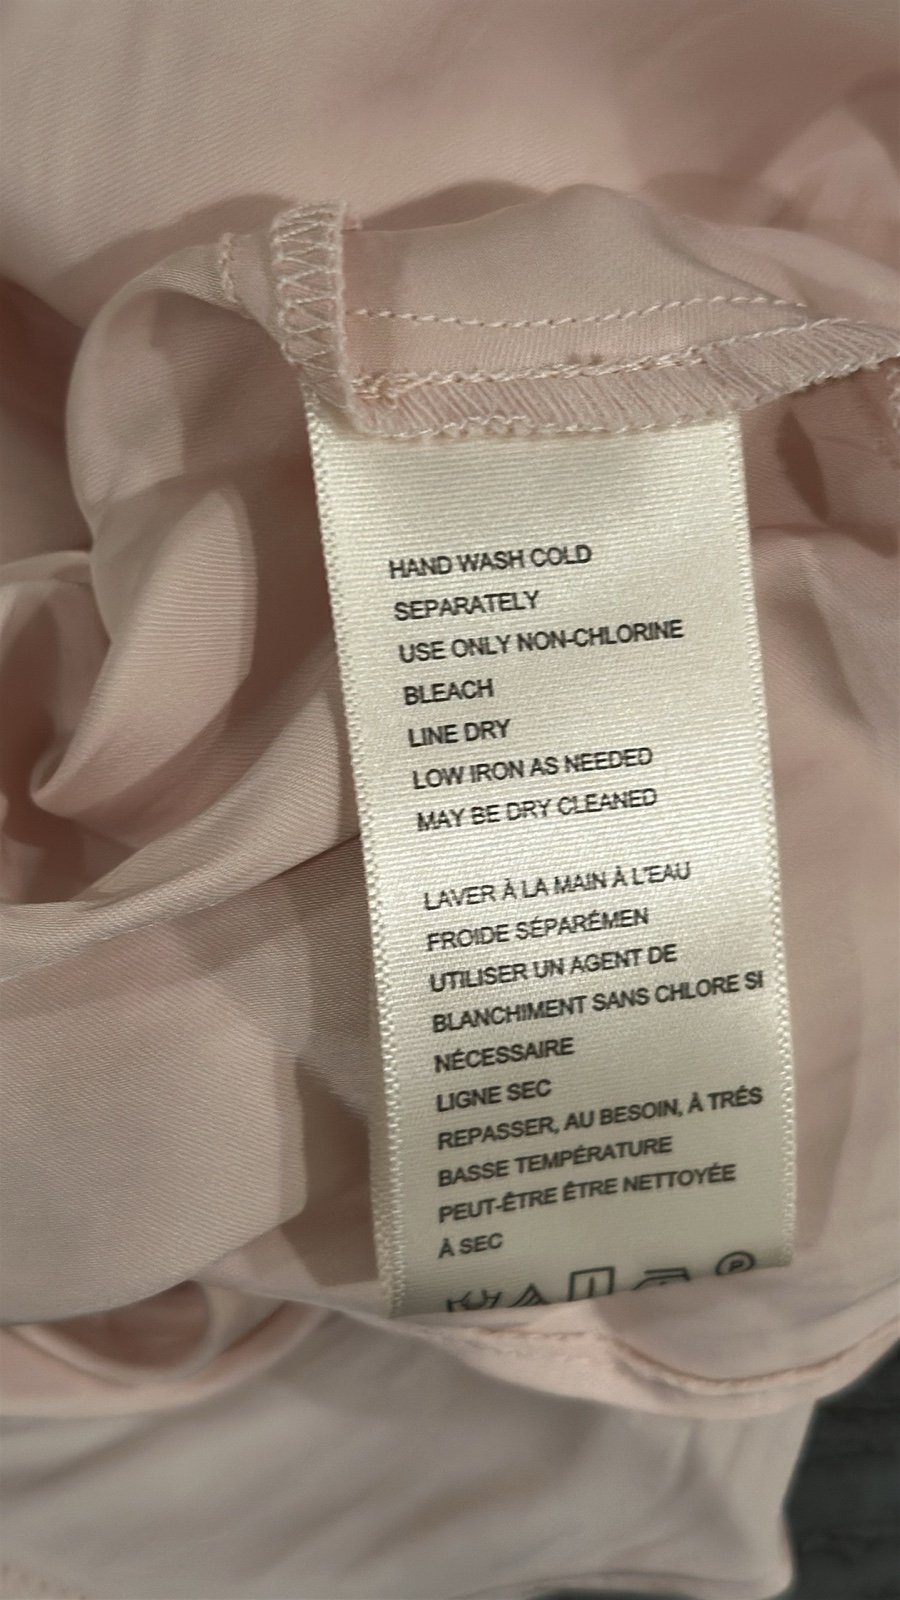 HAND WASH COLD
SEPARATELY
USE ONLY NON-CHLORINE
BLEACH
LINE DRY
LOW IRON AS NEEDED
MAY BE DRY CLEANED
LAVER À LA MAIN À L'EAU
FROIDE SÉPARÉMEN
UTILISER UN AGENT DE
BLANCHIMENT SANS CHLORE SI
NÉCESSAIRE
LIGNE SEC
REPASSER, AU BESOIN, À TRÉS
BASSE TEMPÉRATURE
PEUT-ÊTRE ÊTRE NETTOYÉE
À SEC
P